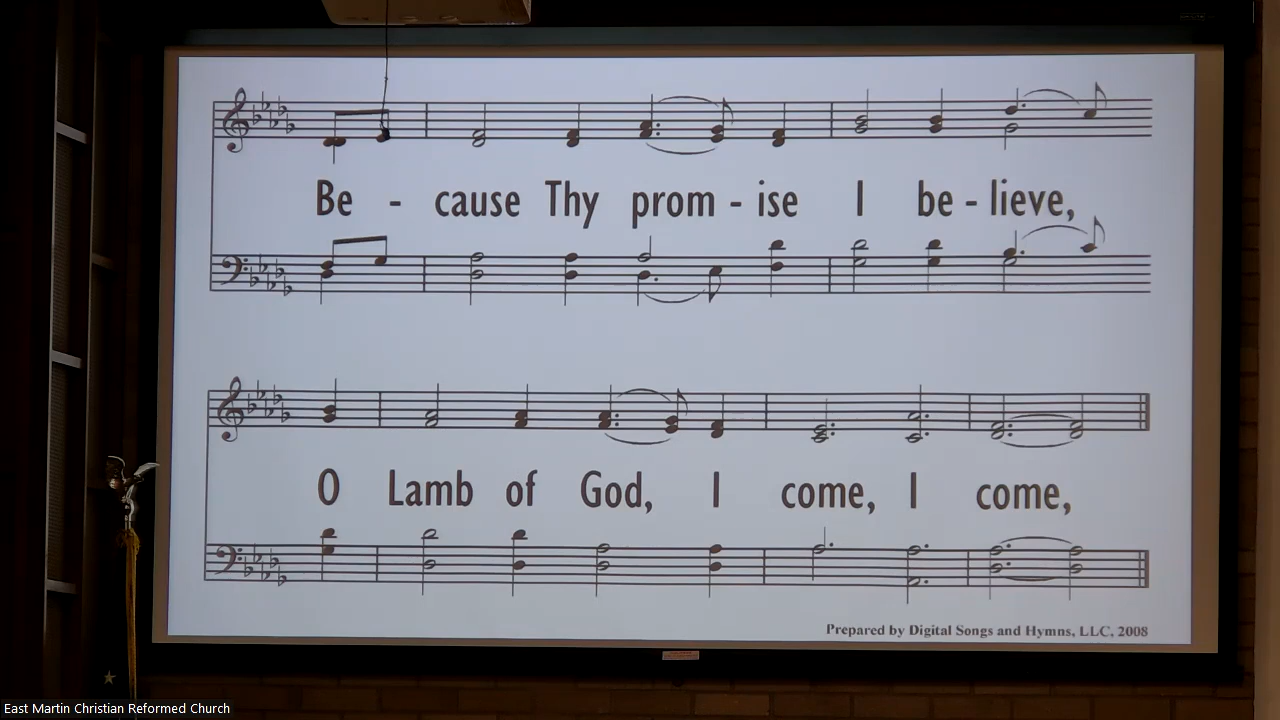 Be - cause Thy prom - ise I be - lieve,
O Lamb of God, I come, I come,
Prepared by Digital Songs and Hymns, LLC, 2008
East Martin Christian Reformed Church